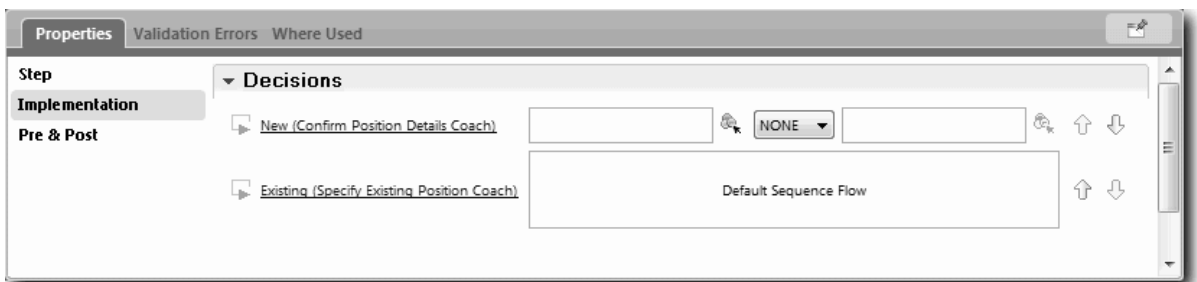 Properties Validation Errors Where Used
Step
Decisions
Implementation
New (Confirm Position Details Coach) NONE
Pre & Post
Existing (Specify Existing Position Coach) Default Sequence Flow